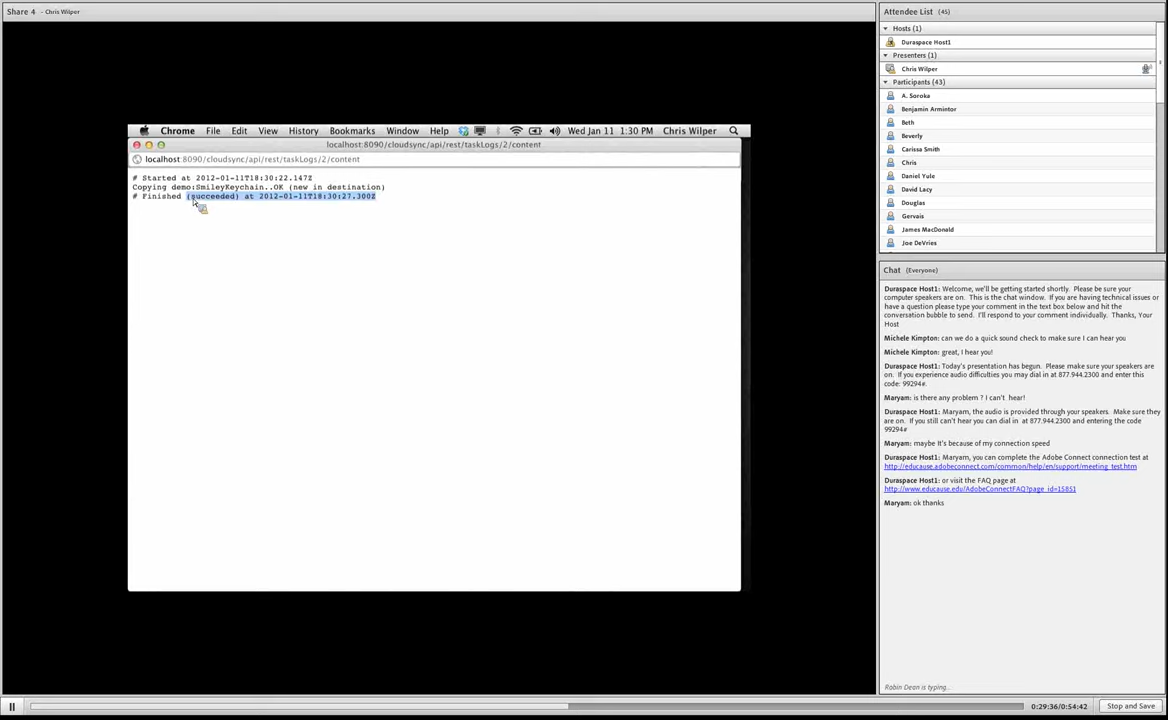 Share 4 - Chris Wilper
Chrome File Edit View History Bookmarks Window Help Wed Jan 11 1:30 PM Chris Wilper
localhost:8090/cloudsync/api/rest/taskLogs/2/content
localhost:8090/cloudsync/api/rest/taskLogs/2/content
# Started at 2012-01-11T18:30:22.147Z
Copying demo:SmileyKeychain..OK (new in destination)
# Finished (succeeded) at 2012-01-11T18:30:27.300Z
Attendee List (45)
Hosts (1)
Duraspace Host1
Presenters (1)
Chris Wilper
Participants (43)
A. Soroka
Benjamin Armintor
Beth
Beverly
Carissa Smith
Chris
Daniel Yule
David Lacy
Douglas
Gervais
James MacDonald
Joe DeVries
Chat (Everyone)
Duraspace Host1: Welcome, we'll be getting started shortly. Please be sure your
computer speakers are on. This is the chat window. If you are having technical issues or
have a question please type your comment in the text box below and hit the
conversation bubble to send. I'll respond to your comment individually. Thanks, Your
Host
Michele Kimpton: can we do a quick sound check to make sure I can hear you
Michele Kimpton: great, I hear you!
Duraspace Host1: Today's presentation has begun. Please make sure your speakers are
on. If you experience audio difficulties you may dial in at 877.944.2300 and enter this
code: 99294#.
Maryam: is there any problem ? I can't hear!
Duraspace Host1: Maryam, the audio is provided through your speakers. Make sure they
are on. If you still can't hear you can dial in at 877.944.2300 and entering the code
99294#
Maryam: maybe It's because of my connection speed
Duraspace Host1: Maryam, you can complete the Adobe Connect connection test at
http://educause.adobeconnect.com/common/help/en/support/meeting_test.htm
Duraspace Host1: or visit the FAQ page at
http://www.educause.edu/AdobeConnectFAQ?page_id=15851
Maryam: ok thanks
Robin Dean is typing...
0:29:36/0:54:42 Stop and Save